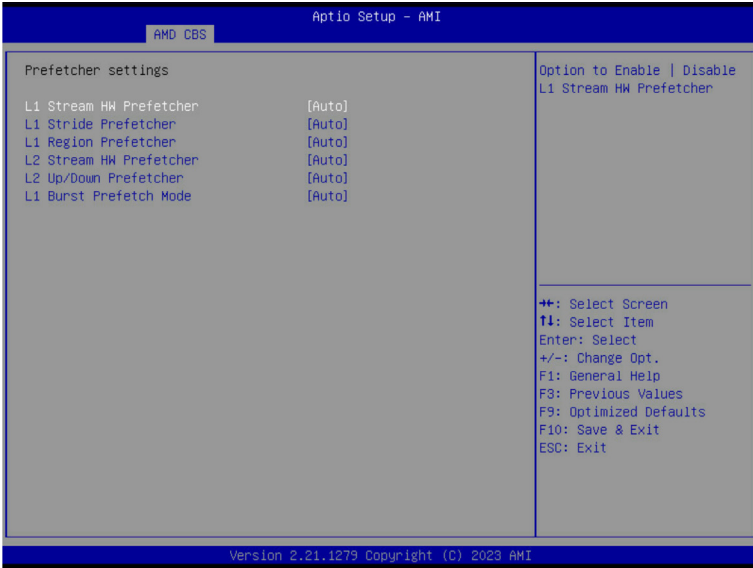 Aptio Setup – AMI
AMD CBS
Prefetcher settings
L1 Stream HW Prefetcher [Auto]
L1 Stride Prefetcher [Auto]
L1 Region Prefetcher [Auto]
L2 Stream HW Prefetcher [Auto]
L2 Up/Down Prefetcher [Auto]
L1 Burst Prefetch Mode [Auto]
Option to Enable | Disable
L1 Stream HW Prefetcher
→←: Select Screen
↑↓: Select Item
Enter: Select
+/-: Change Opt.
F1: General Help
F3: Previous Values
F9: Optimized Defaults
F10: Save & Exit
ESC: Exit
Version 2.21.1279 Copyright (C) 2023 AMI